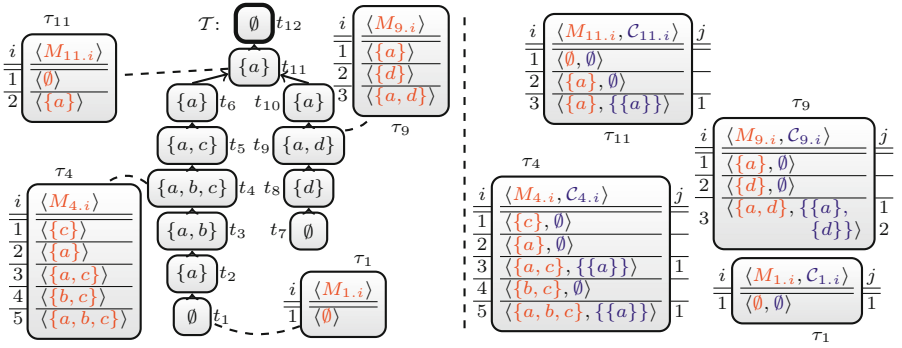 τ₁₁
i ⟨M₁₁.ᵢ⟩
1 ⟨∅⟩
2 ⟨{a}⟩
𝒯: ∅ t₁₂
{a} t₁₁
{a} t₆ t₁₀ {a}
{a, c} t₅ t₉ {a, d}
{a, b, c} t₄ t₈ {d}
{a, b} t₃ t₇ ∅
{a} t₂
∅ t₁
i ⟨M₉.ᵢ⟩
1 ⟨{a}⟩
2 ⟨{d}⟩
3 ⟨{a, d}⟩
τ₉
τ₄
i ⟨M₄.ᵢ⟩
1 ⟨{c}⟩
2 ⟨{a}⟩
3 ⟨{a, c}⟩
4 ⟨{b, c}⟩
5 ⟨{a, b, c}⟩
τ₁
i ⟨M₁.ᵢ⟩
1 ⟨∅⟩
i ⟨M₁₁.ᵢ, 𝒞₁₁.ᵢ⟩ j
1 ⟨∅, ∅⟩
2 ⟨{a}, ∅⟩
3 ⟨{a}, {{a}}⟩ 1
τ₁₁
τ₉
i ⟨M₉.ᵢ, 𝒞₉.ᵢ⟩ j
1 ⟨{a}, ∅⟩
2 ⟨{d}, ∅⟩
3 ⟨{a, d}, {{a}, 1
{d}}⟩ 2
τ₄
i ⟨M₄.ᵢ, 𝒞₄.ᵢ⟩ j
1 ⟨{c}, ∅⟩
2 ⟨{a}, ∅⟩
3 ⟨{a, c}, {{a}}⟩ 1
4 ⟨{b, c}, ∅⟩
5 ⟨{a, b, c}, {{a}}⟩ 1
i ⟨M₁.ᵢ, 𝒞₁.ᵢ⟩ j
1 ⟨∅, ∅⟩ 1
τ₁